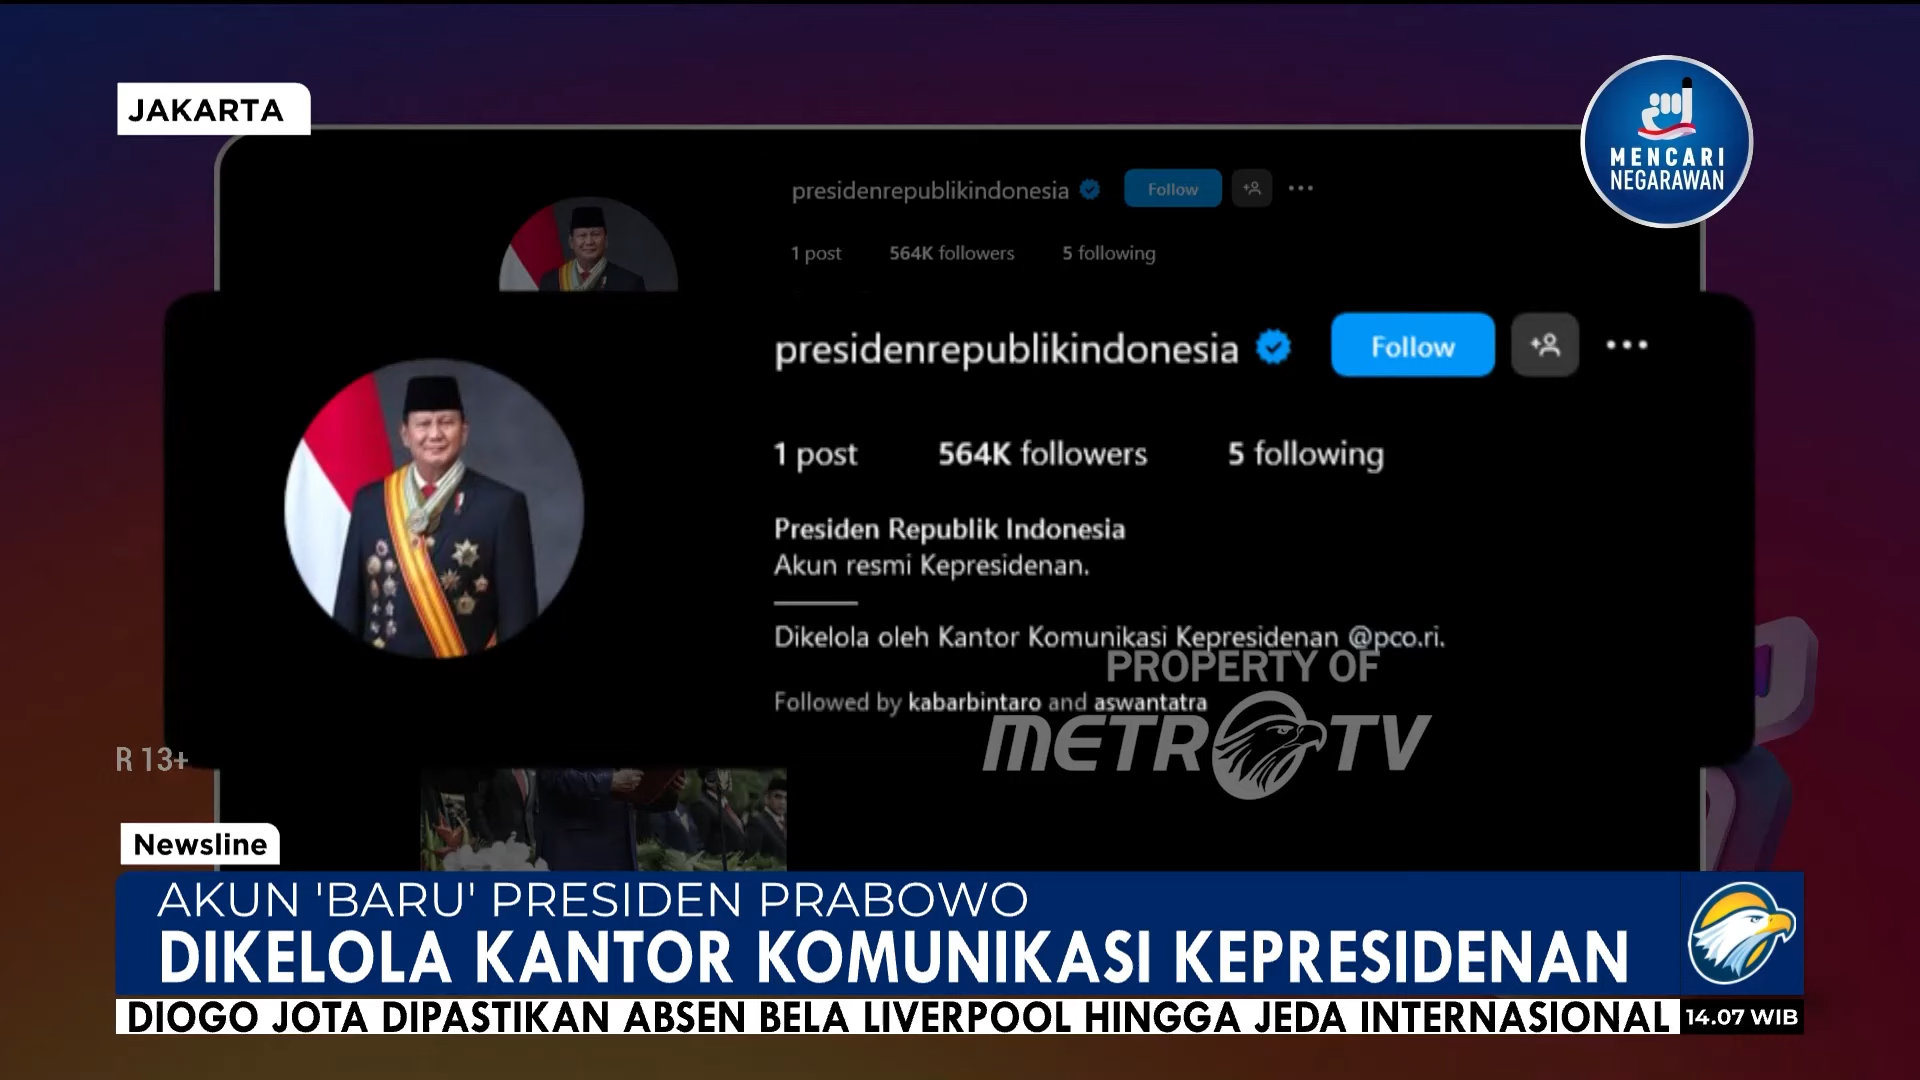 JAKARTA
MENCARI
NEGARAWAN
presidenrepublikindonesia
Follow
1 post 564K followers 5 following
presidenrepublikindonesia
Follow
1 post 564K followers 5 following
Presiden Republik Indonesia
Akun resmi Kepresidenan.
Dikelola oleh Kantor Komunikasi Kepresidenan @pco.ri.
Followed by kabarbintaro and aswantatra
PROPERTY OF
METRO TV
R 13+
Newsline
AKUN 'BARU' PRESIDEN PRABOWO
DIKELOLA KANTOR KOMUNIKASI KEPRESIDENAN
DIOGO JOTA DIPASTIKAN ABSEN BELA LIVERPOOL HINGGA JEDA INTERNASIONAL
14.07 WIB